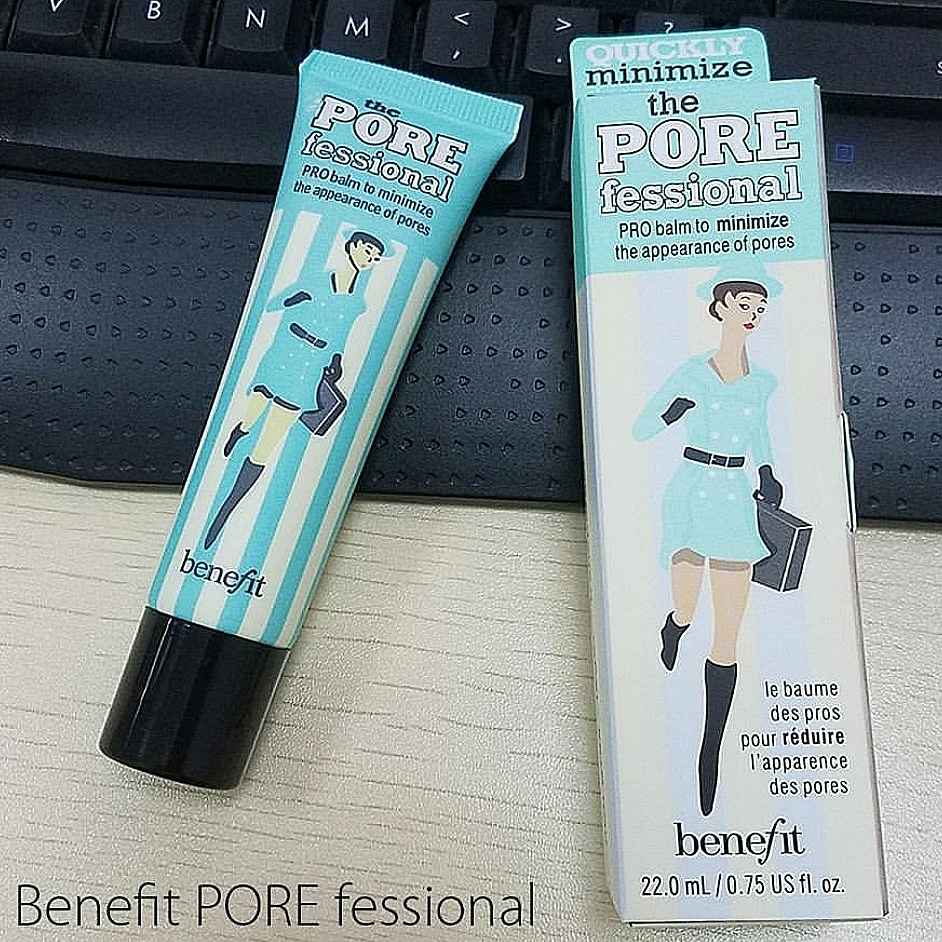 V
B
N
M
<
,
>
.
?
the
PORE
fessional
PRO balm to minimize
the appearance of pores
benefit
QUICKLY
minimize
the
PORE
fessional
PRO balm to minimize
the appearance of pores
le baume
des pros
pour réduire
l'apparence
des pores
benefit
22.0 mL / 0.75 US fl. oz.
Benefit PORE fessional